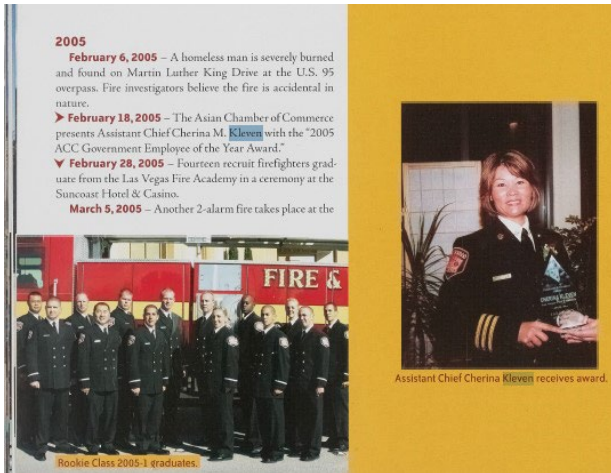 2005
February 6, 2005 – A homeless man is severely burned
and found on Martin Luther King Drive at the U.S. 95
overpass. Fire investigators believe the fire is accidental in
nature.
➤ February 18, 2005 – The Asian Chamber of Commerce
presents Assistant Chief Cherina M. Kleven with the “2005
ACC Government Employee of the Year Award.”
⮟ February 28, 2005 – Fourteen recruit firefighters grad-
uate from the Las Vegas Fire Academy in a ceremony at the
Suncoast Hotel & Casino.
March 5, 2005 – Another 2-alarm fire takes place at the
FIRE &
Rookie Class 2005-1 graduates.
CHERINA KLEVEN
Assistant Chief Cherina Kleven receives award.